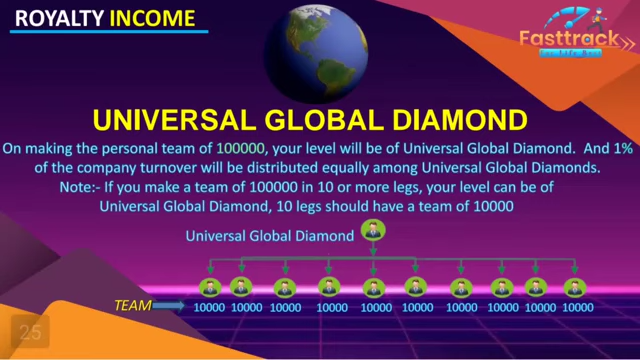 ROYALTY INCOME
Fasttrack
For Life Best
UNIVERSAL GLOBAL DIAMOND
On making the personal team of 100000, your level will be of Universal Global Diamond. And 1%
of the company turnover will be distributed equally among Universal Global Diamonds.
Note:- If you make a team of 100000 in 10 or more legs, your level can be of
Universal Global Diamond, 10 legs should have a team of 10000
Universal Global Diamond
TEAM 10000 10000 10000 10000 10000 10000 10000 10000 10000 10000
25